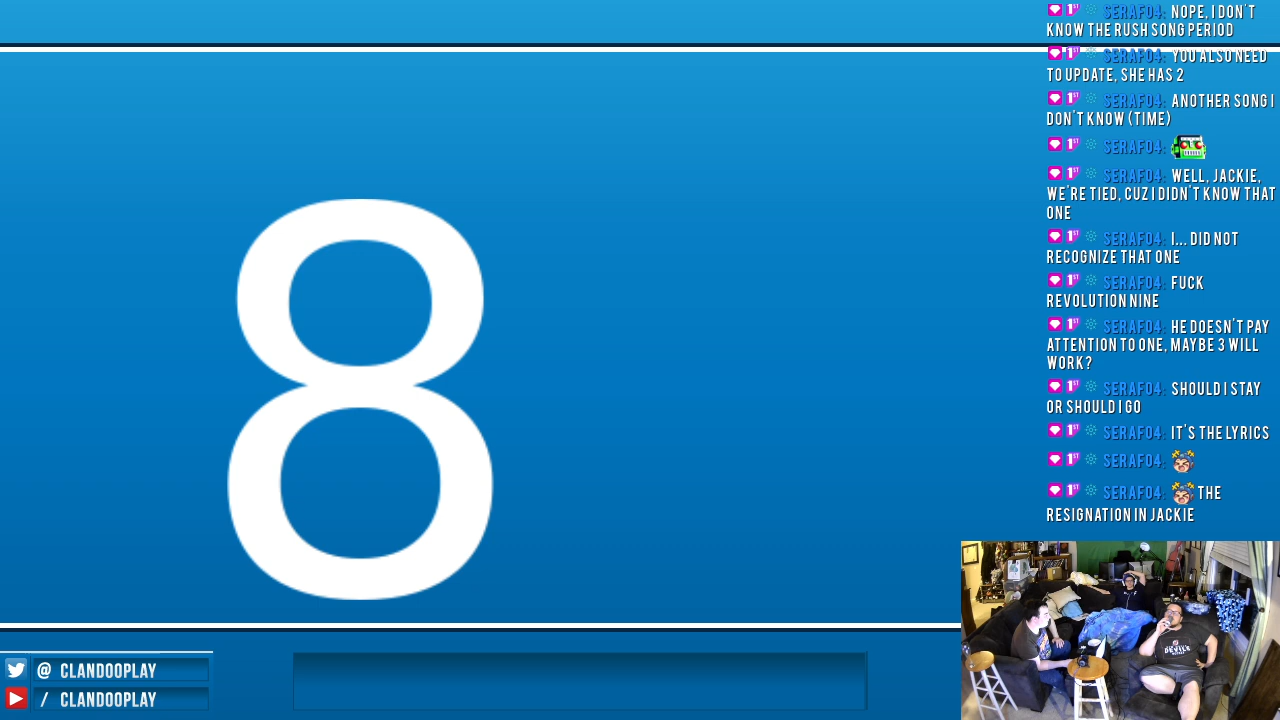 8
SERAF04: NOPE, I DON'T
KNOW THE RUSH SONG PERIOD
SERAF04: YOU ALSO NEED
TO UPDATE, SHE HAS 2
SERAF04: ANOTHER SONG I
DON'T KNOW (TIME)
SERAF04:
SERAF04: WELL, JACKIE,
WE'RE TIED, CUZ I DIDN'T KNOW THAT
ONE
SERAF04: I... DID NOT
RECOGNIZE THAT ONE
SERAF04: FUCK
REVOLUTION NINE
SERAF04: HE DOESN'T PAY
ATTENTION TO ONE, MAYBE 3 WILL
WORK?
SERAF04: SHOULD I STAY
OR SHOULD I GO
SERAF04: IT'S THE LYRICS
SERAF04:
SERAF04: THE
RESIGNATION IN JACKIE
@ CLANDOOPLAY
/ CLANDOOPLAY